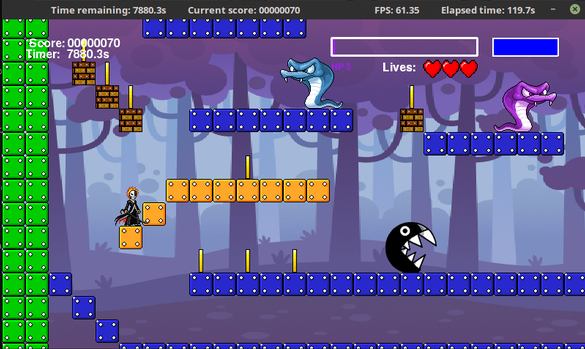 Time remaining: 7880.3s Current score: 00000070 FPS: 61.35 Elapsed time: 119.7s
Score: 00000070
Timer: 7880.3s
Lives: